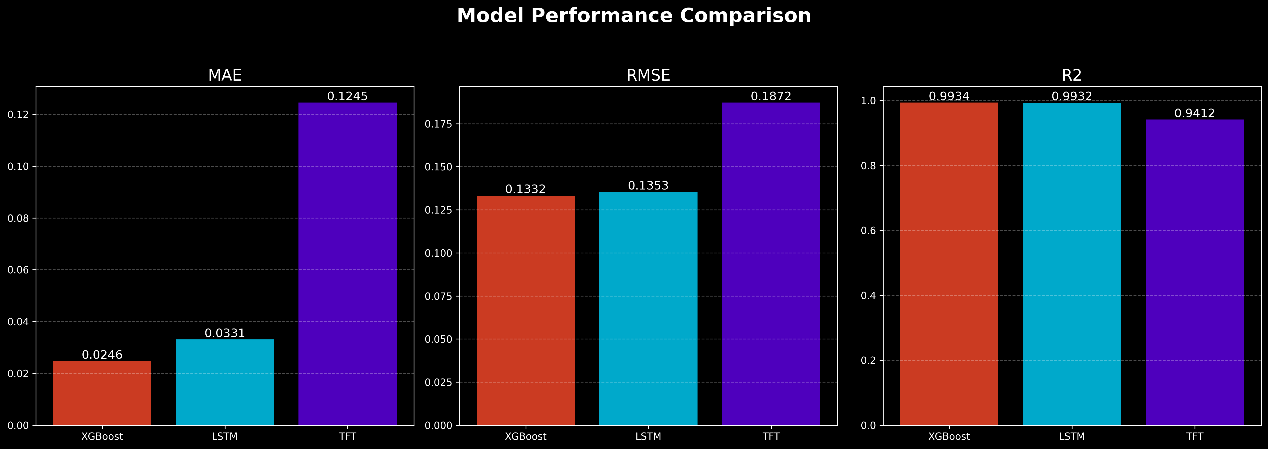 Model Performance Comparison
MAE
0.1245
0.12
0.10
0.08
0.06
0.04
0.0331
0.0246
0.02
0.00
XGBoost
LSTM
TFT
RMSE
0.1872
0.175
0.150
0.1332
0.1353
0.125
0.100
0.075
0.050
0.025
0.000
XGBoost
LSTM
TFT
R2
1.0
0.9934
0.9932
0.9412
0.8
0.6
0.4
0.2
0.0
XGBoost
LSTM
TFT